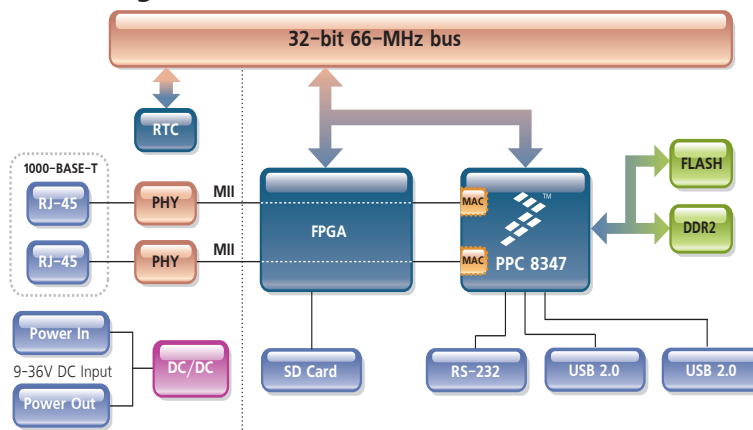 32-bit 66-MHz bus
RTC
1000-BASE-T
RJ-45
PHY
MII
RJ-45
PHY
MII
FPGA
MAC
MAC
TM
PPC 8347
FLASH
DDR2
Power In
9-36V DC Input
Power Out
DC/DC
SD Card
RS-232
USB 2.0
USB 2.0